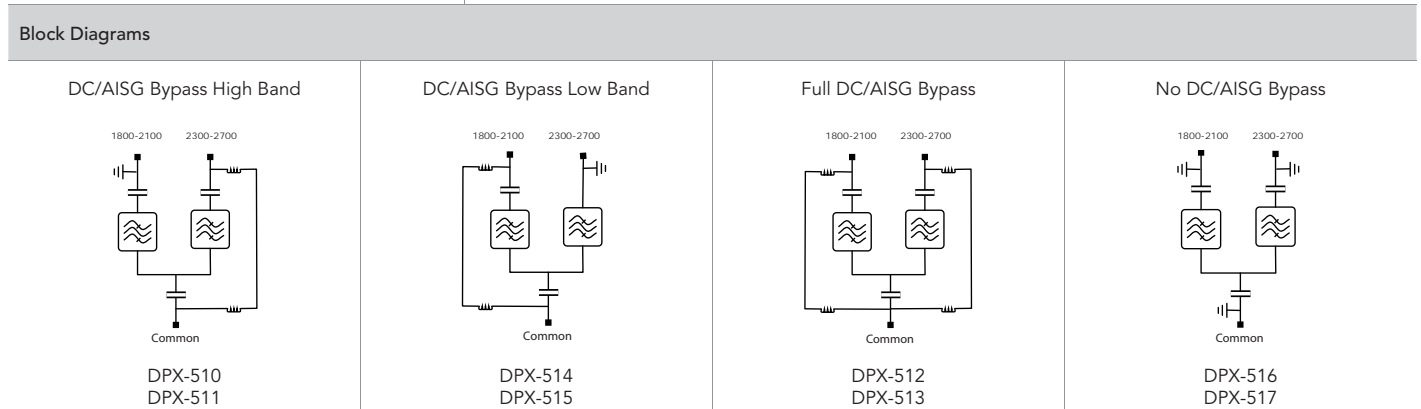 Block Diagrams
DC/AISG Bypass High Band
1800-2100 2300-2700
Common
DPX-510
DPX-511
DC/AISG Bypass Low Band
1800-2100 2300-2700
Common
DPX-514
DPX-515
Full DC/AISG Bypass
1800-2100 2300-2700
Common
DPX-512
DPX-513
No DC/AISG Bypass
1800-2100 2300-2700
Common
DPX-516
DPX-517